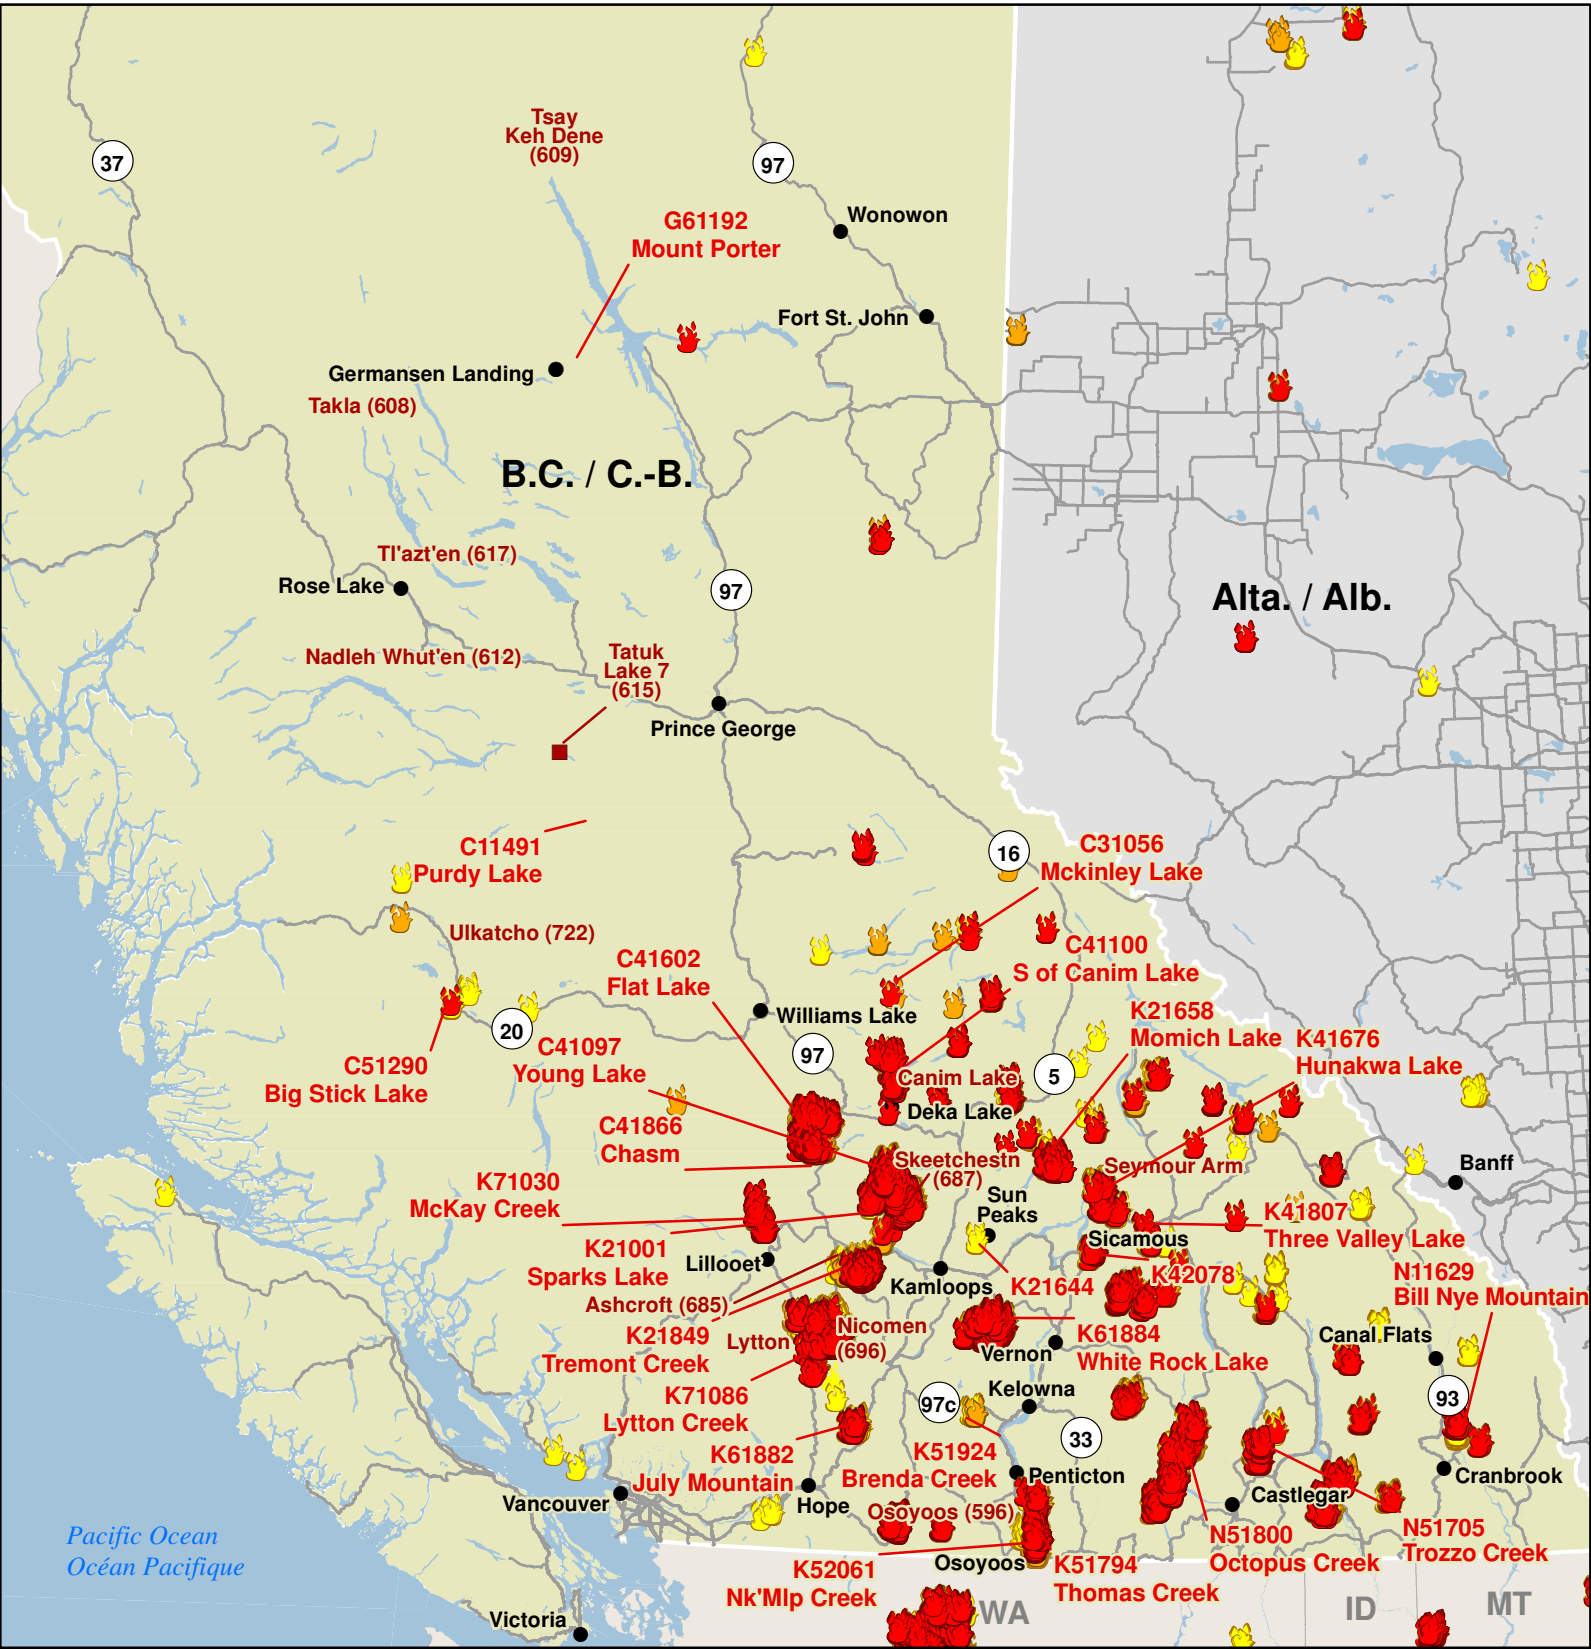 Tsay
Keh Dene
(609)
37
97
G61192
Mount Porter
Wonowon
Fort St. John
Germansen Landing
Takla (608)
B.C. / C.-B.
Tl'azt'en (617)
Rose Lake
97
Alta. / Alb.
Nadleh Whut'en (612)
Tatuk
Lake 7
(615)
Prince George
C11491
Purdy Lake
16
C31056
Mckinley Lake
Ulkatcho (722)
C41602
Flat Lake
C41100
S of Canim Lake
Williams Lake
20
97
K21658
Momich Lake
K41676
Hunakwa Lake
C51290
Big Stick Lake
C41097
Young Lake
Canim Lake
5
Deka Lake
C41866
Chasm
Skeetchestn
(687)
Seymour Arm
Banff
K71030
McKay Creek
Sun
Peaks
K41807
Three Valley Lake
Sicamous
K21001
Sparks Lake
Lillooet
Kamloops
K21644
K42078
N11629
Bill Nye Mountain
Ashcroft (685)
K21849
Tremont Creek
Lytton
Nicomen
(696)
K61884
White Rock Lake
Vernon
Canal Flats
K71086
Lytton Creek
97c
Kelowna
93
33
K61882
July Mountain
K51924
Brenda Creek
Penticton
Cranbrook
Vancouver
Hope
Osoyoos (596)
Castlegar
Pacific Ocean
Océan Pacifique
N51800
Octopus Creek
N51705
Trozzo Creek
K52061
Nk'Mlp Creek
Osoyoos
K51794
Thomas Creek
Victoria
WA
ID
MT